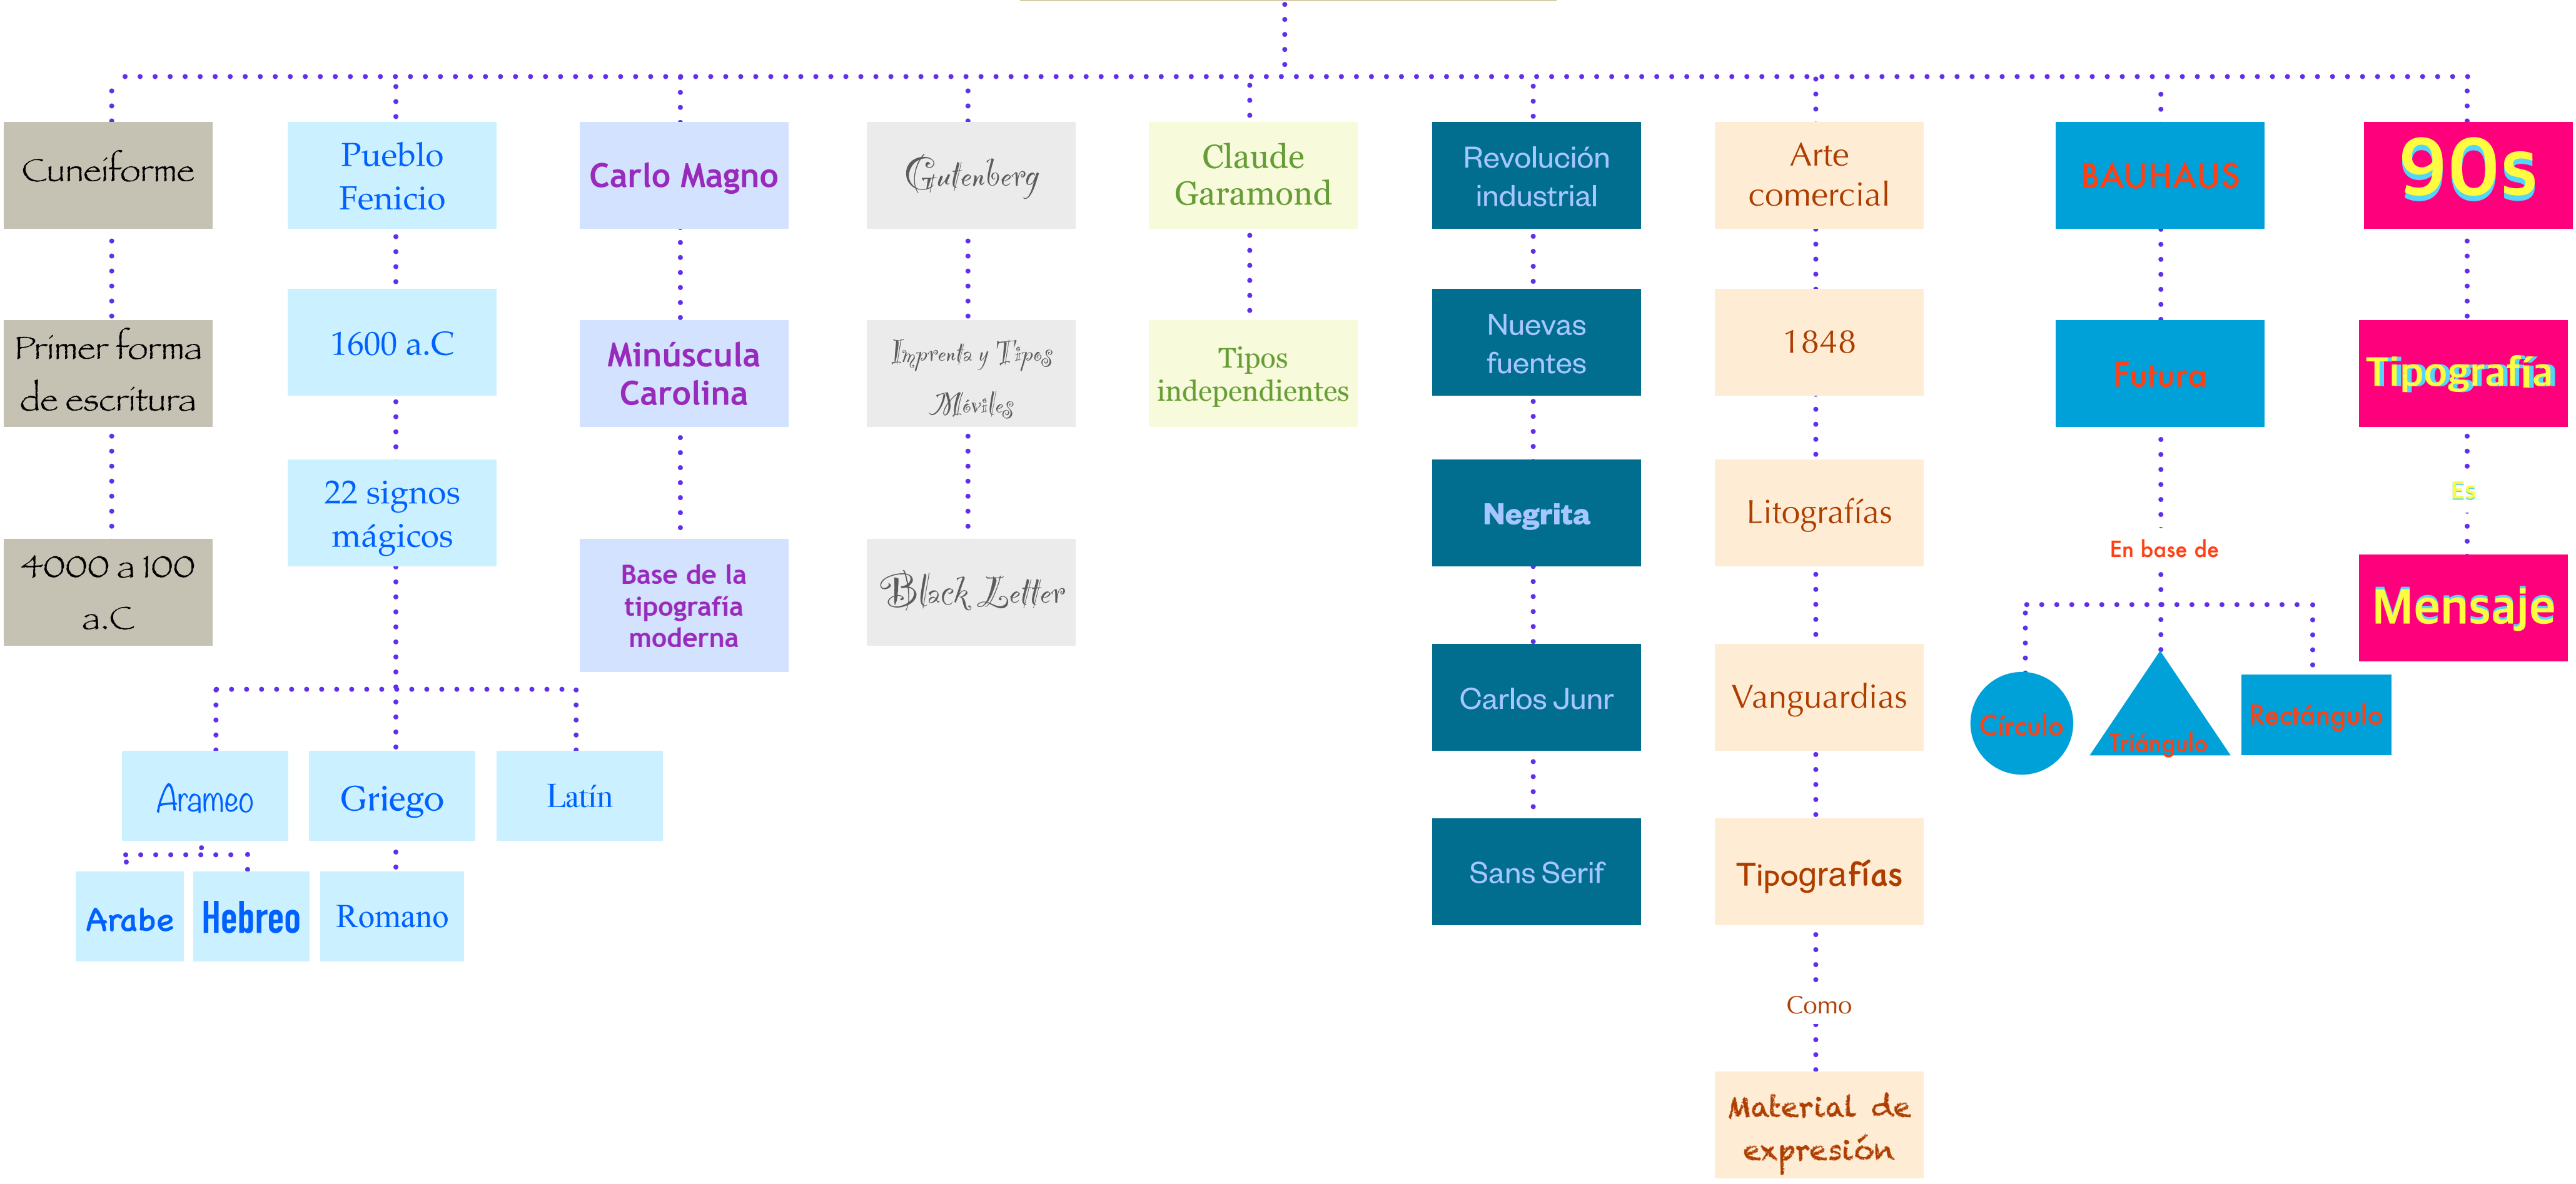 Cuneiforme
Primer forma
de escritura
4000 a 100
a.C
Pueblo
Fenicio
1600 a.C
22 signos
mágicos
Arameo
Griego
Latín
Arabe
Hebreo
Romano
Carlo Magno
Minúscula
Carolina
Base de la
tipografía
moderna
Gutenberg
Imprenta y Tipos
Móviles
Black Letter
Claude
Garamond
Tipos
independientes
Revolución
industrial
Nuevas
fuentes
Negrita
Carlos Junr
Sans Serif
Arte
comercial
1848
Litografías
Vanguardias
Tipografías
Como
Material de
expresión
BAUHAUS
Futura
En base de
Círculo
Triángulo
Rectángulo
90s
Tipografía
Es
Mensaje